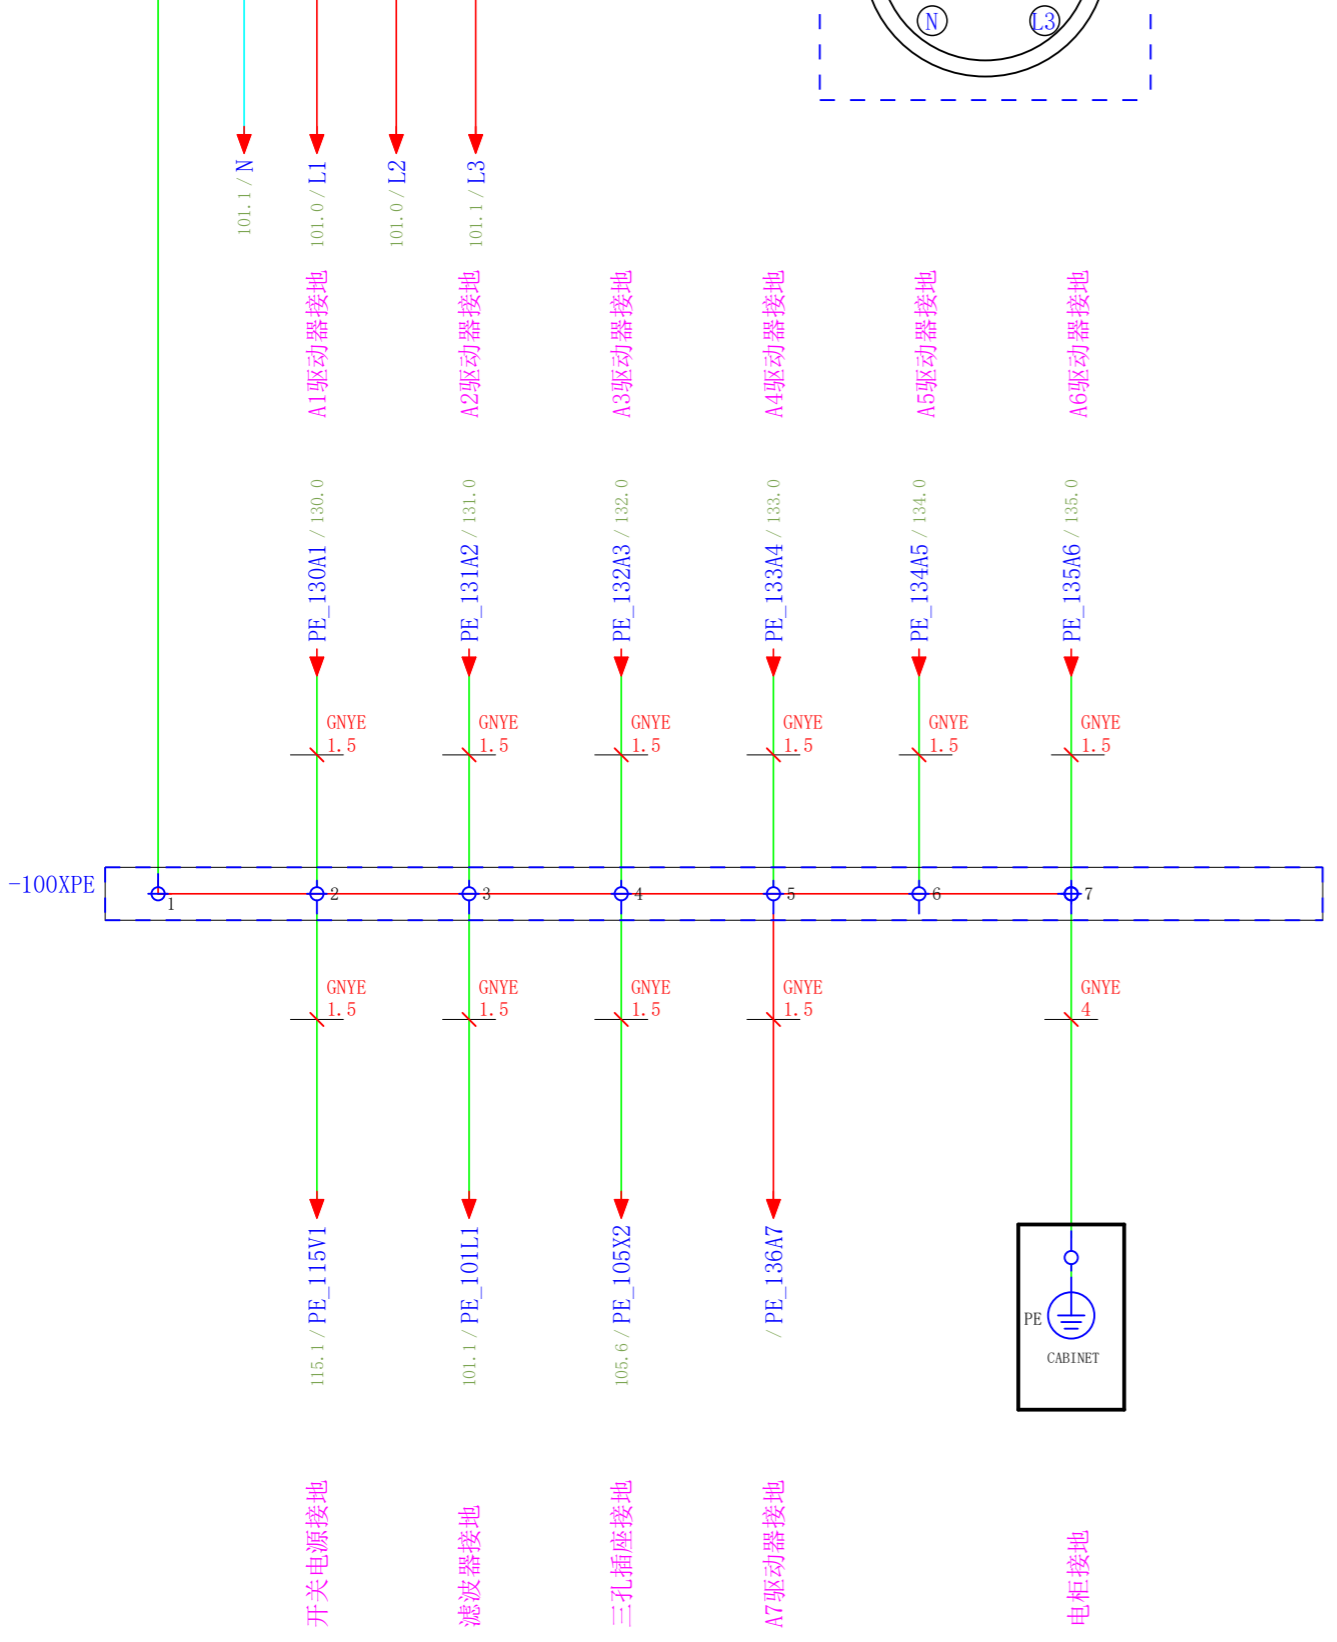 N
L3
101.1 / N
101.0 / L1
101.0 / L2
101.1 / L3
A1驱动器接地
A2驱动器接地
A3驱动器接地
A4驱动器接地
A5驱动器接地
A6驱动器接地
PE_130A1 / 130.0
PE_131A2 / 131.0
PE_132A3 / 132.0
PE_133A4 / 133.0
PE_134A5 / 134.0
PE_135A6 / 135.0
GNYE
1.5
GNYE
1.5
GNYE
1.5
GNYE
1.5
GNYE
1.5
GNYE
1.5
-100XPE
1
2
3
4
5
6
7
GNYE
1.5
GNYE
1.5
GNYE
1.5
GNYE
1.5
GNYE
4
115.1 / PE_115V1
101.1 / PE_101L1
105.6 / PE_105X2
/ PE_136A7
PE
CABINET
开关电源接地
滤波器接地
三孔插座接地
A7驱动器接地
电柜接地